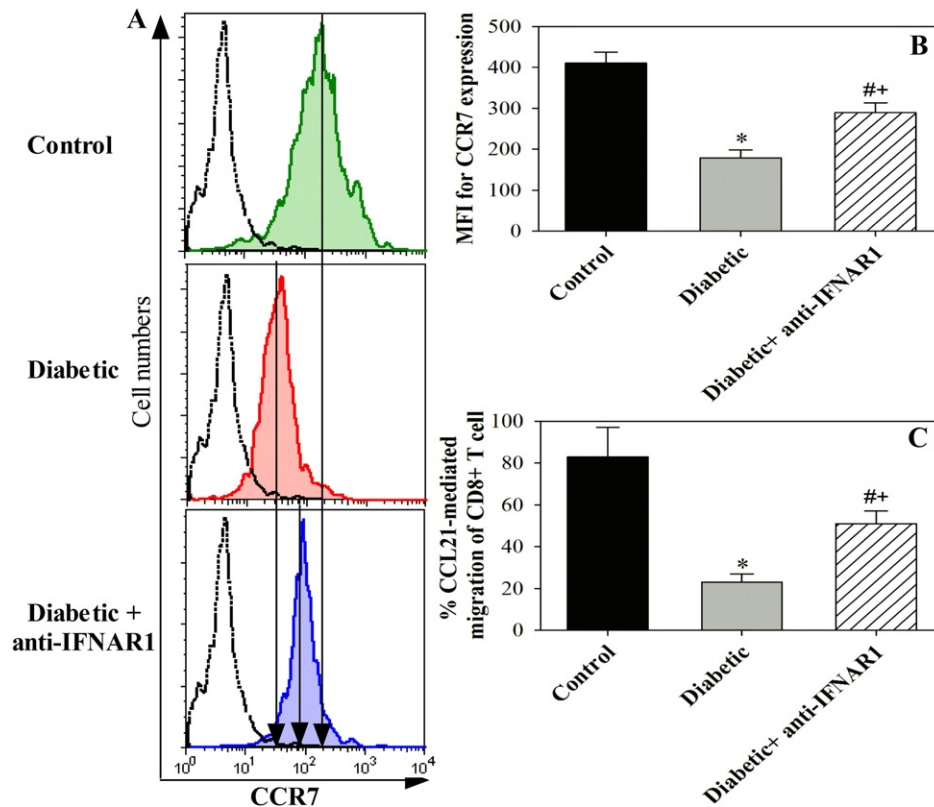 A
Control
Diabetic
Diabetic +
anti-IFNAR1
Cell numbers
10^0 10^1 10^2 10^3 10^4
CCR7
B
MFI for CCR7 expression
500
400
300
200
100
0
*
#+
Control
Diabetic
Diabetic+ anti-IFNAR1
C
% CCL21-mediated
migration of CD8+ T cell
100
80
60
40
20
0
*
#+
Control
Diabetic
Diabetic+ anti-IFNAR1